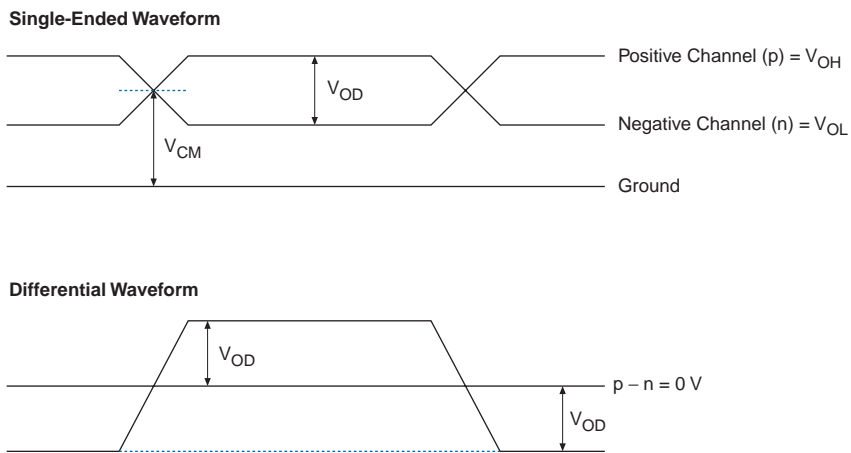 Single-Ended Waveform
Positive Channel (p) = VOH
VOD
Negative Channel (n) = VOL
VCM
Ground
Differential Waveform
VOD
p − n = 0 V
VOD